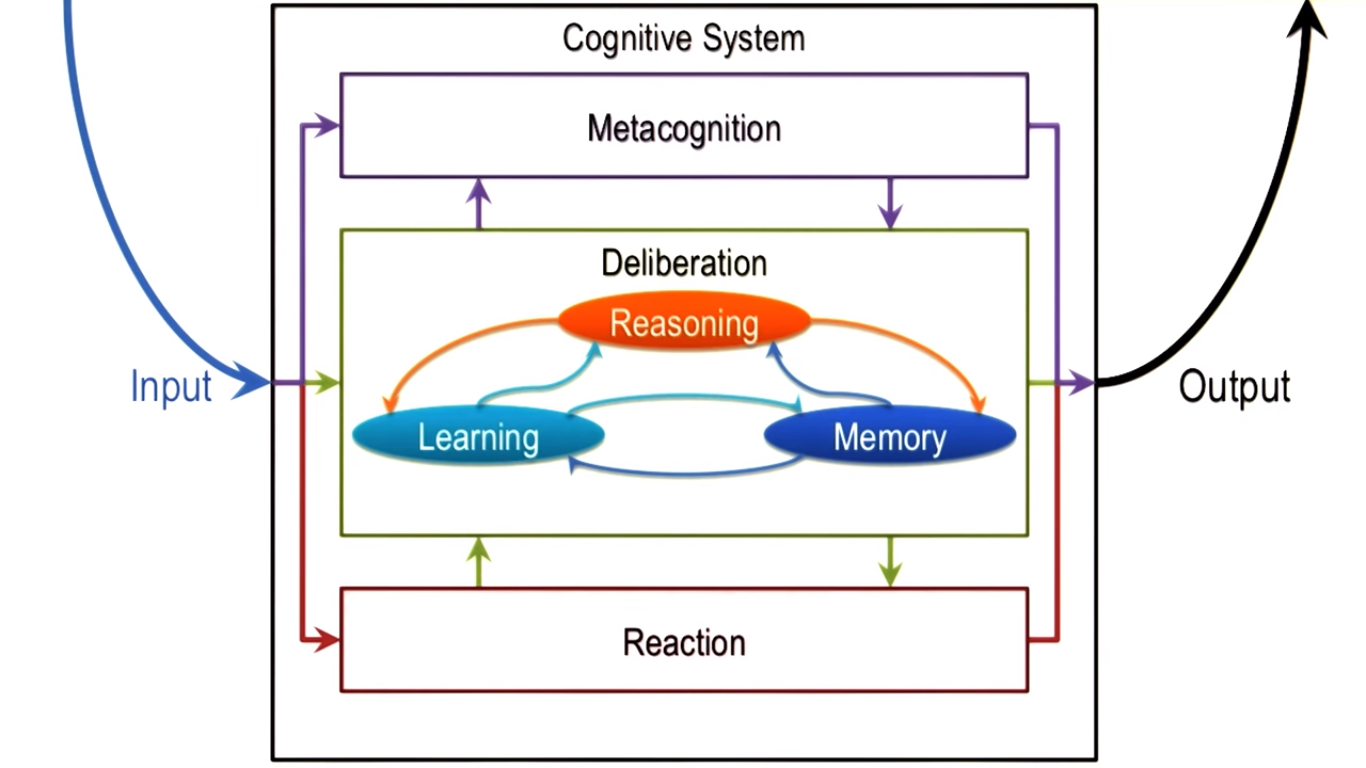 Cognitive System
Metacognition
Deliberation
Reasoning
Input
Output
Learning
Memory
Reaction